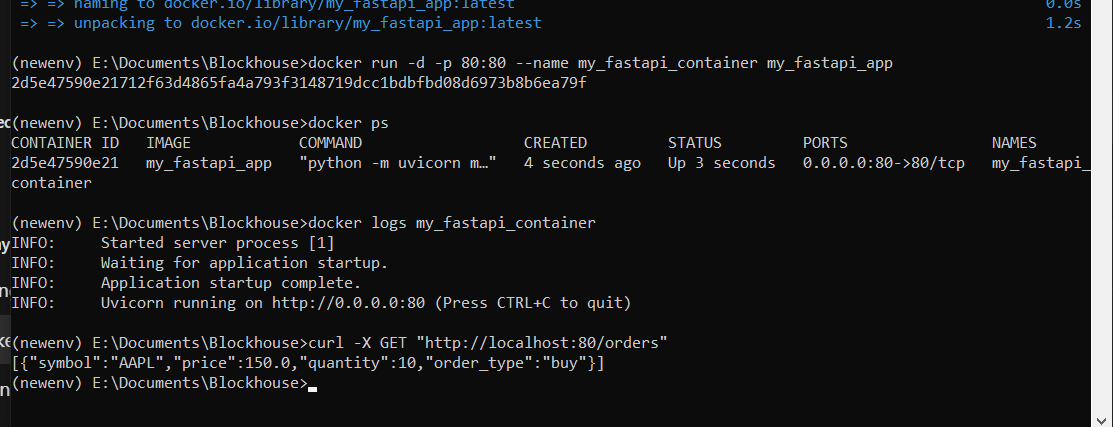 => => naming to docker.io/library/my_fastapi_app:latest 0.0s
=> => unpacking to docker.io/library/my_fastapi_app:latest 1.2s
(newenv) E:\Documents\Blockhouse>docker run -d -p 80:80 --name my_fastapi_container my_fastapi_app
2d5e47590e21712f63d4865fa4a793f3148719dcc1bdbfbd08d6973b8b6ea79f
(newenv) E:\Documents\Blockhouse>docker ps
CONTAINER ID IMAGE COMMAND CREATED STATUS PORTS NAMES
2d5e47590e21 my_fastapi_app "python -m uvicorn m…" 4 seconds ago Up 3 seconds 0.0.0.0:80->80/tcp my_fastapi_
container
(newenv) E:\Documents\Blockhouse>docker logs my_fastapi_container
INFO: Started server process [1]
INFO: Waiting for application startup.
INFO: Application startup complete.
INFO: Uvicorn running on http://0.0.0.0:80 (Press CTRL+C to quit)
(newenv) E:\Documents\Blockhouse>curl -X GET "http://localhost:80/orders"
[{"symbol":"AAPL","price":150.0,"quantity":10,"order_type":"buy"}]
(newenv) E:\Documents\Blockhouse>